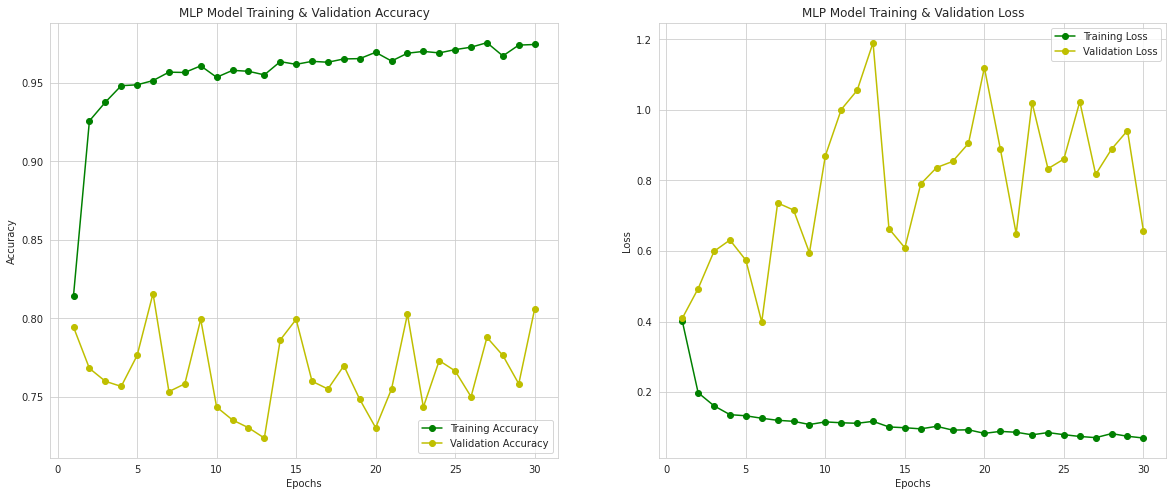 MLP Model Training & Validation Accuracy
0.95
0.90
0.85
0.80
0.75
Accuracy
0
5
10
15
20
25
30
Epochs
Training Accuracy
Validation Accuracy
MLP Model Training & Validation Loss
1.2
1.0
0.8
0.6
0.4
0.2
Loss
0
5
10
15
20
25
30
Epochs
Training Loss
Validation Loss